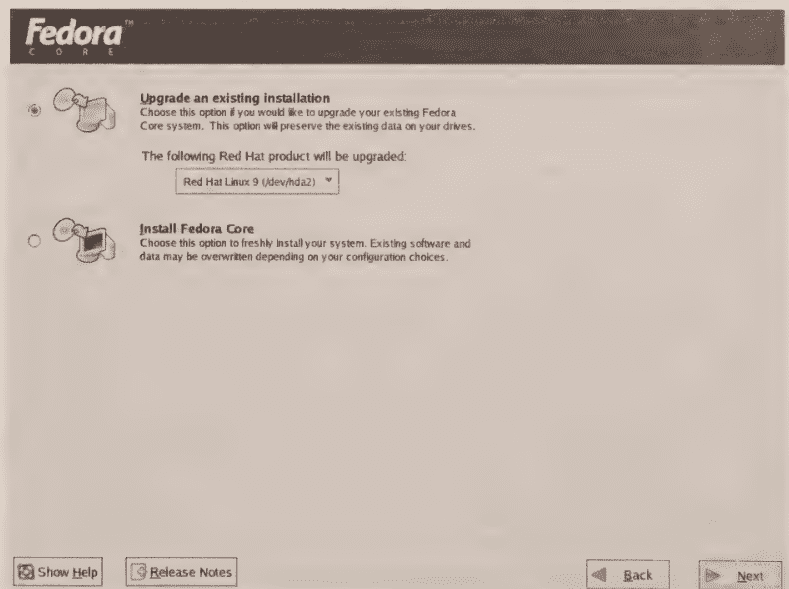 Fedora™
CORE
Upgrade an existing installation
Choose this option if you would like to upgrade your existing Fedora
Core system. This option will preserve the existing data on your drives.
The following Red Hat product will be upgraded:
Red Hat Linux 9 (/dev/hda2)
Install Fedora Core
Choose this option to freshly install your system. Existing software and
data may be overwritten depending on your configuration choices.
Show Help
Release Notes
Back
Next